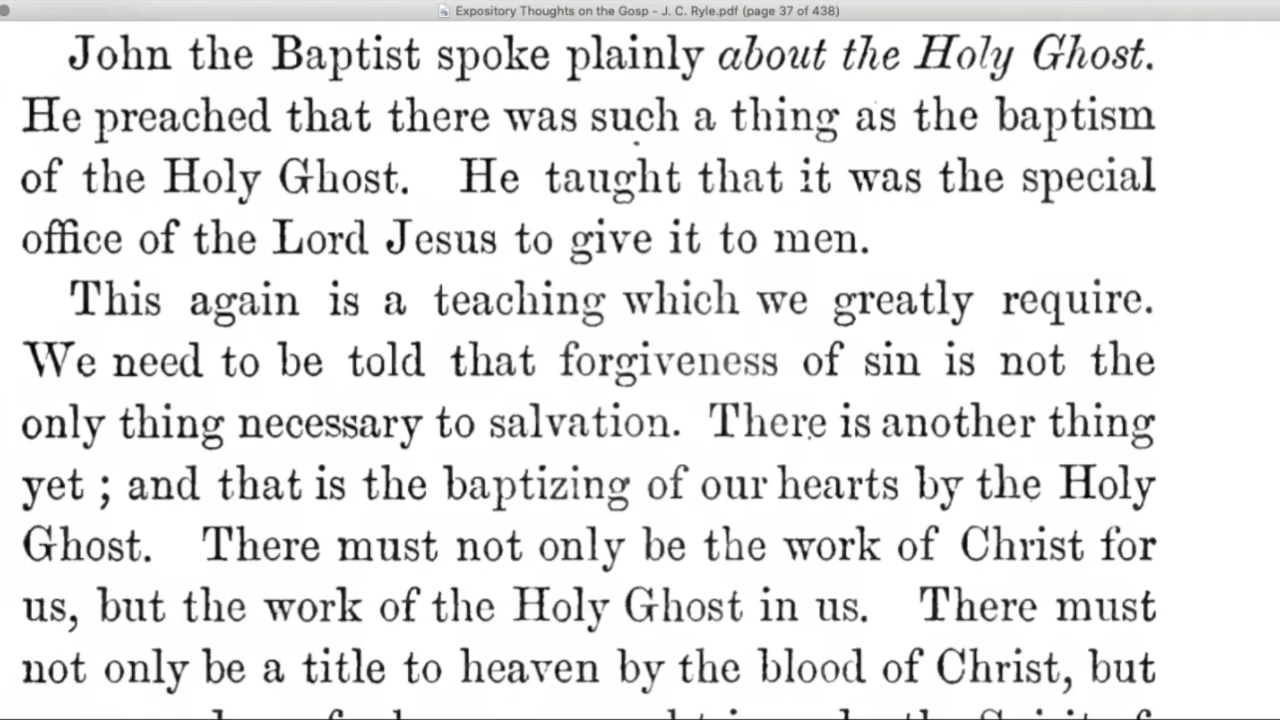 Expository Thoughts on the Gosp - J. C. Ryle.pdf (page 37 of 438)
John the Baptist spoke plainly about the Holy Ghost.
He preached that there was such a thing as the baptism
of the Holy Ghost. He taught that it was the special
office of the Lord Jesus to give it to men.
This again is a teaching which we greatly require.
We need to be told that forgiveness of sin is not the
only thing necessary to salvation. There is another thing
yet ; and that is the baptizing of our hearts by the Holy
Ghost. There must not only be the work of Christ for
us, but the work of the Holy Ghost in us. There must
not only be a title to heaven by the blood of Christ, but